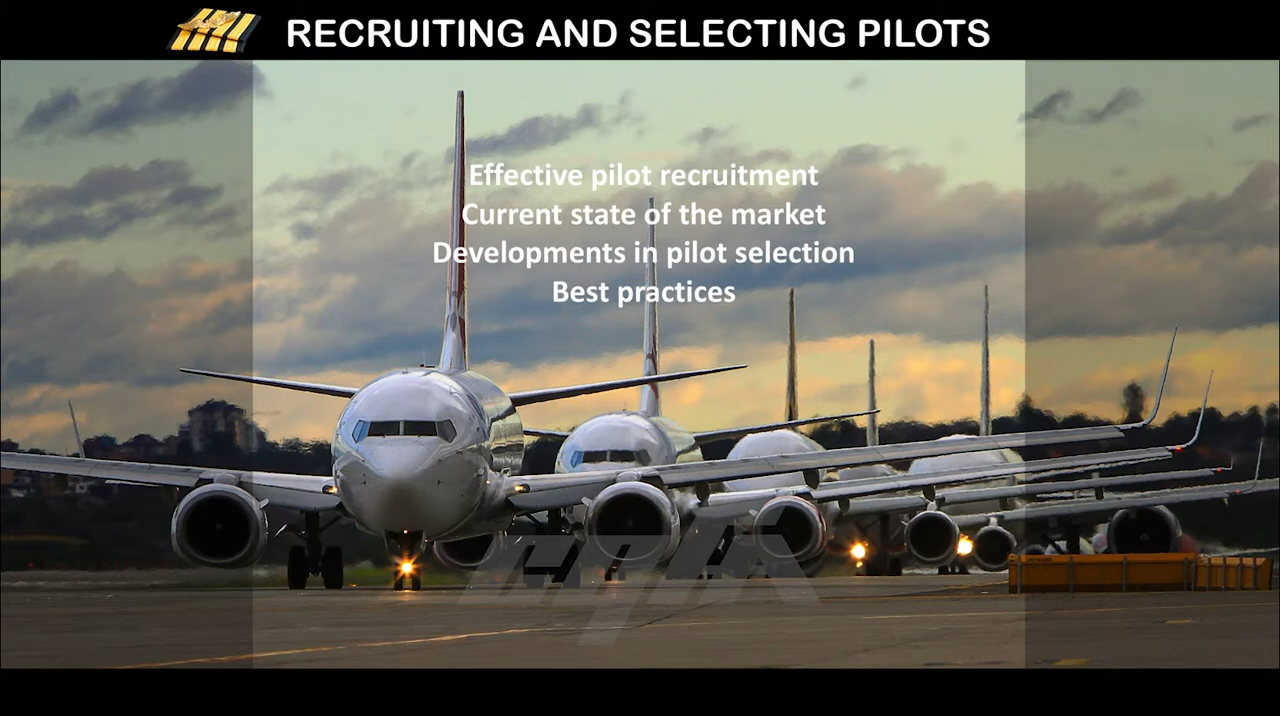 RECRUITING AND SELECTING PILOTS
Effective pilot recruitment
Current state of the market
Developments in pilot selection
Best practices